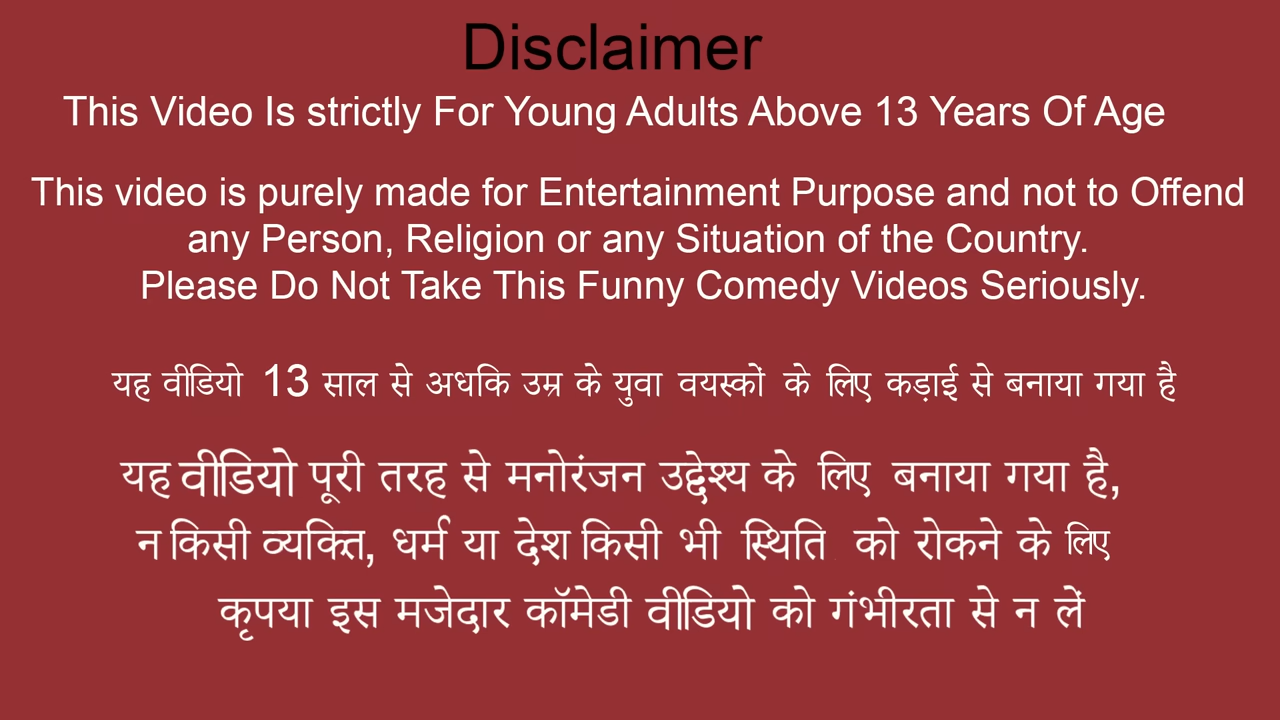 Disclaimer
This Video Is strictly For Young Adults Above 13 Years Of Age
This video is purely made for Entertainment Purpose and not to Offend
any Person, Religion or any Situation of the Country.
Please Do Not Take This Funny Comedy Videos Seriously.
यह वीडियो 13 साल से अधकि उम्र के युवा वयस्कों के लिए कड़ाई से बनाया गया है
यह वीडियो पूरी तरह से मनोरंजन उद्देश्य के लिए बनाया गया है,
न किसी व्यक्ति, धर्म या देश किसी भी स्थिति को रोकने के लिए
कृपया इस मजेदार कॉमेडी वीडियो को गंभीरता से न लें